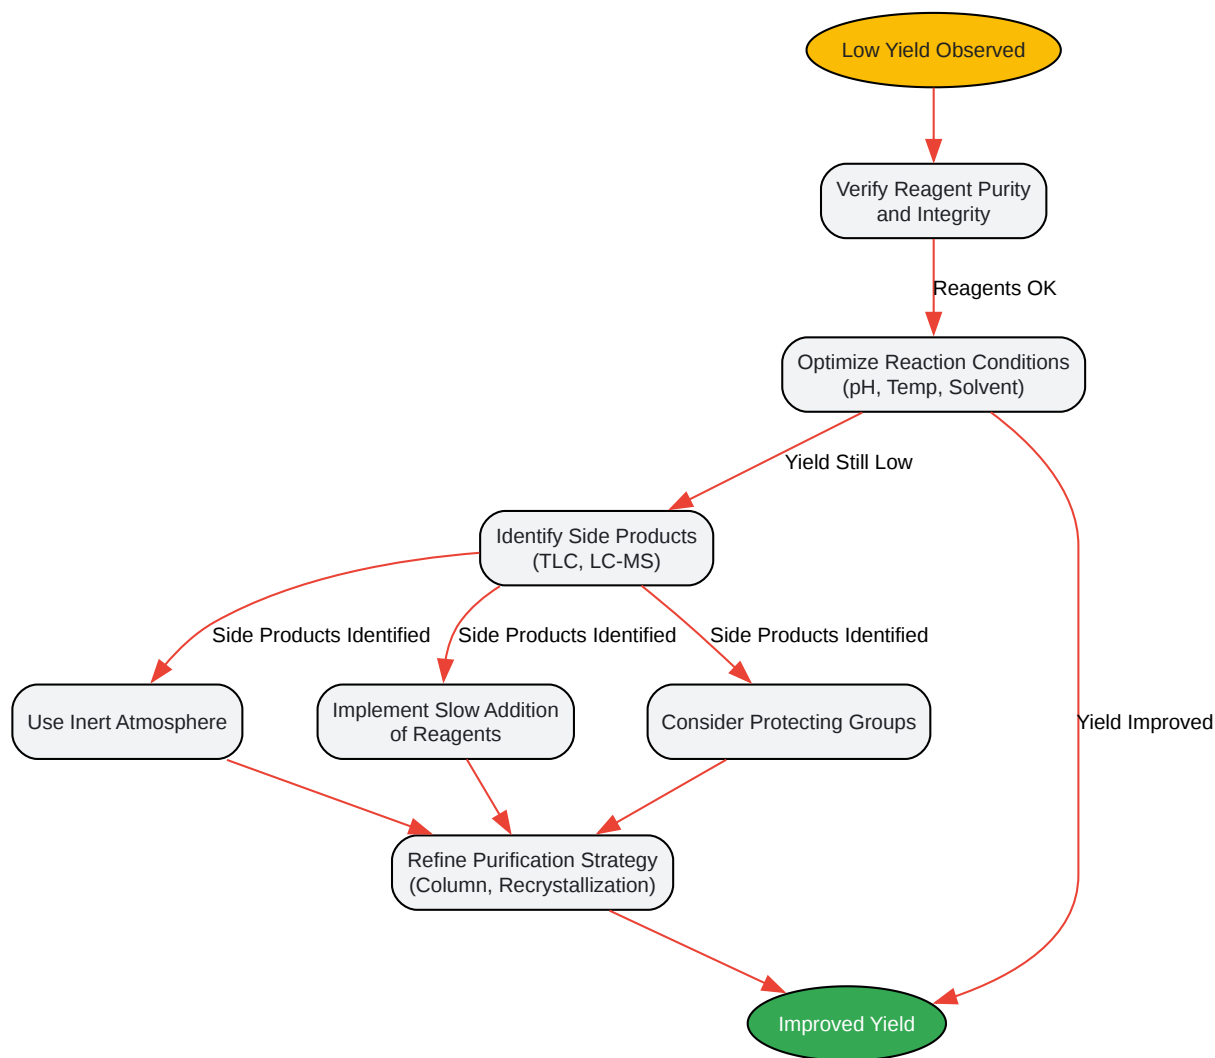 Low Yield Observed
Verify Reagent Purity
and Integrity
Reagents OK
Optimize Reaction Conditions
(pH, Temp, Solvent)
Yield Still Low
Identify Side Products
(TLC, LC-MS)
Side Products Identified
Side Products Identified
Side Products Identified
Use Inert Atmosphere
Implement Slow Addition
of Reagents
Consider Protecting Groups
Yield Improved
Refine Purification Strategy
(Column, Recrystallization)
Improved Yield